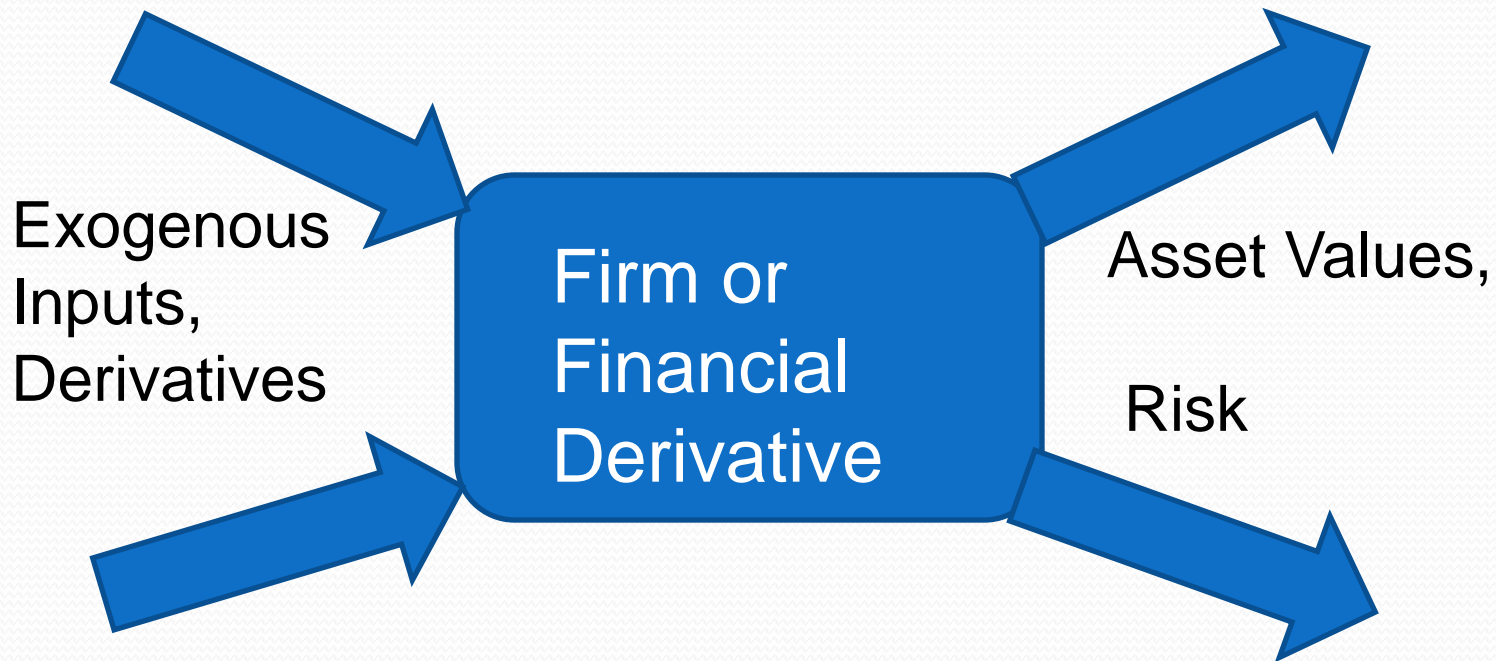 Exogenous
Inputs,
Derivatives
Firm or
Financial
Derivative
Asset Values,
Risk